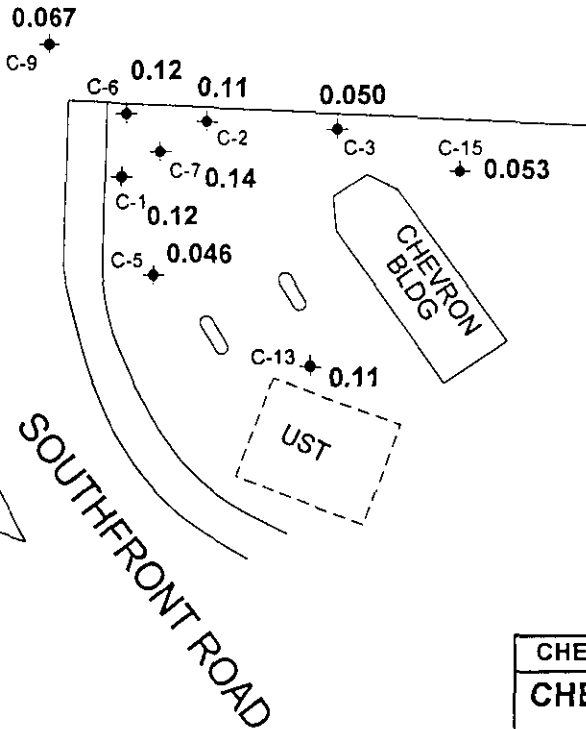 0.067
C-9
C-6 0.12
0.11
C-2
0.050
C-3
C-15
0.053
C-7 0.14
C-1 0.12
C-5 0.046
CHEVRON
BLDG
C-13
0.11
UST
SOUTHFRONT ROAD
CHE
CHE